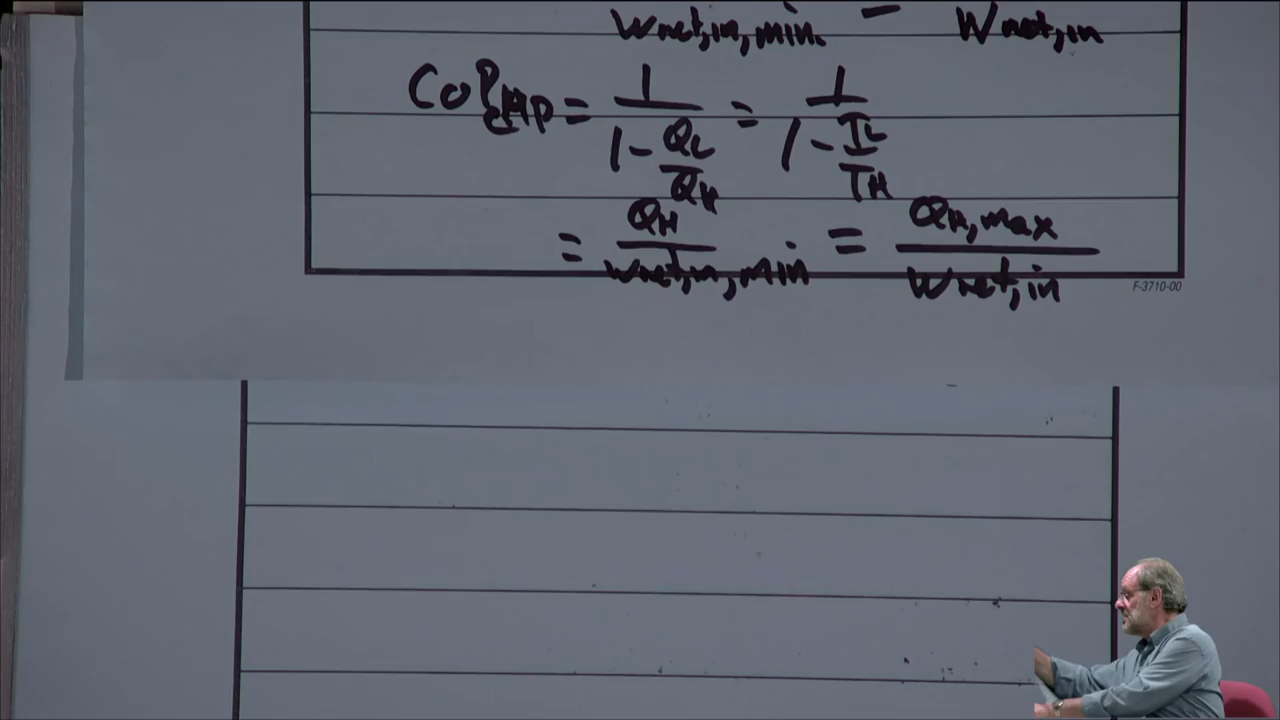 Wnet,in,min. = Wnet,in
COP_CHP = 1 / (1 - QL/QH) = 1 / (1 - TL/TH)
= QH / Wnet,in,min = QH,max / Wnet,in
F-3710-00